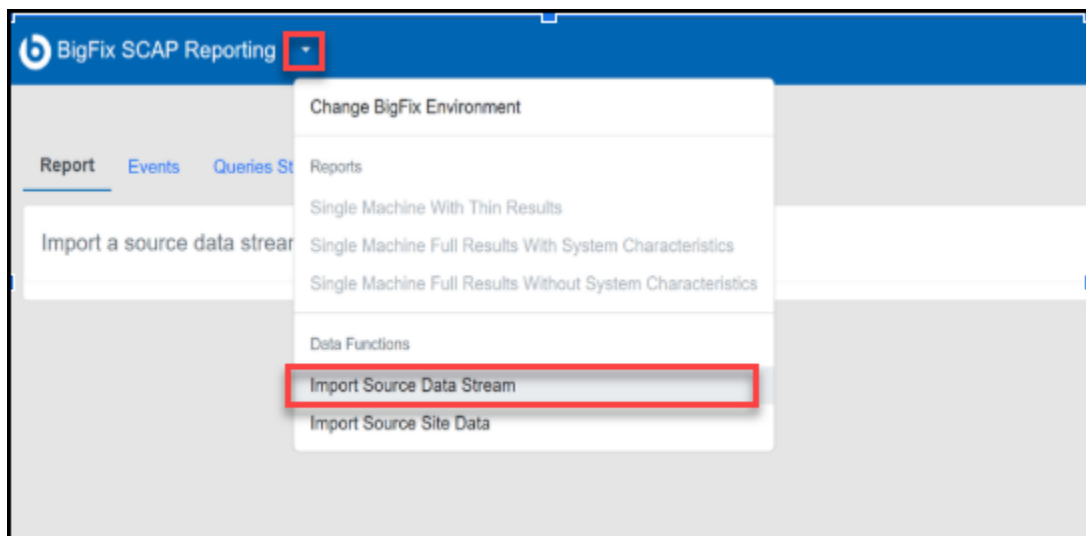 BigFix SCAP Reporting
Change BigFix Environment
Report Events Queries St
Reports
Single Machine With Thin Results
Import a source data strear
Single Machine Full Results With System Characteristics
Single Machine Full Results Without System Characteristics
Data Functions
Import Source Data Stream
Import Source Site Data